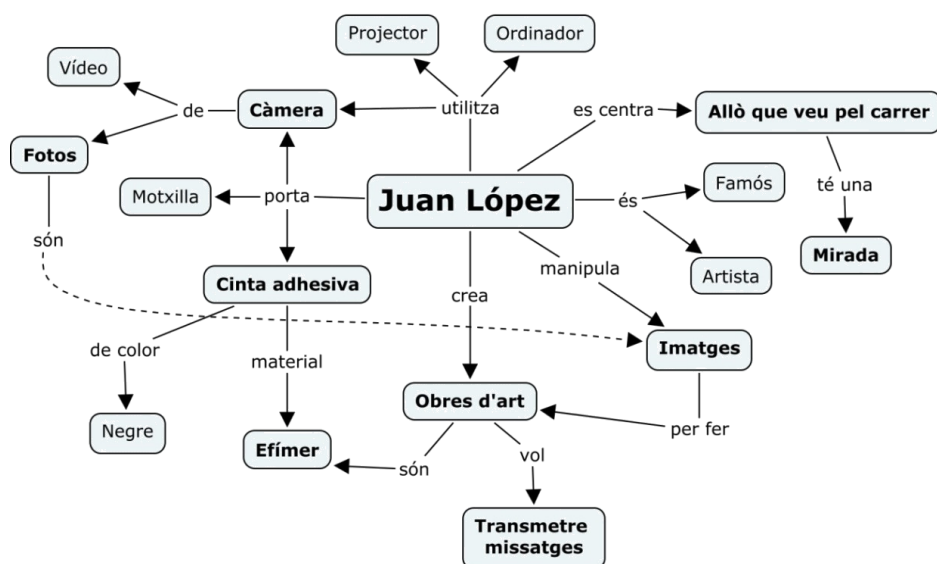 Projector
Ordinador
Vídeo
de
Càmera
utilitza
es centra
Allò que veu pel carrer
Fotos
Motxilla
porta
Juan López
és
Famós
té una
són
manipula
Mirada
Artista
Cinta adhesiva
crea
de color
material
Imatges
Obres d'art
Negre
per fer
Efímer
són
vol
Transmetre
missatges